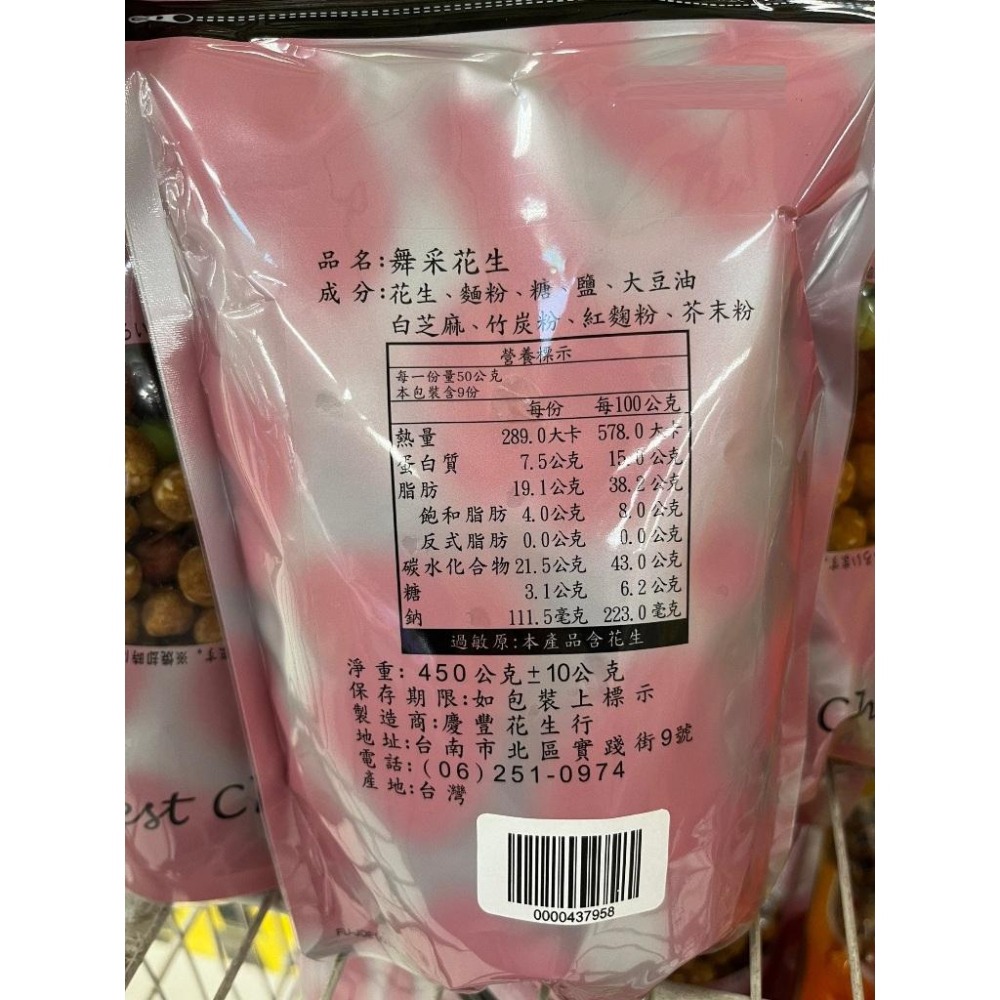 品名:舞采花生
成分:花生、麵粉、糖、鹽、大豆油
白芝麻、竹炭粉、紅麴粉、芥末粉
營養標示
每一份量50公克
本包裝含9份
每份 每100公克
熱量 289.0大卡 578.0大卡
蛋白質 7.5公克 15.0公克
脂肪 19.1公克 38.2公克
飽和脂肪 4.0公克 8.0公克
反式脂肪 0.0公克 0.0公克
碳水化合物 21.5公克 43.0公克
糖 3.1公克 6.2公克
鈉 111.5毫克 223.0毫克
過敏原:本產品含花生
淨重: 450公克±10公克
保存期限:如包裝上標示
製造商:慶豐花生行
地址:台南市北區實踐街9號
電話:(06)251-0974
產地:台灣
0000437958